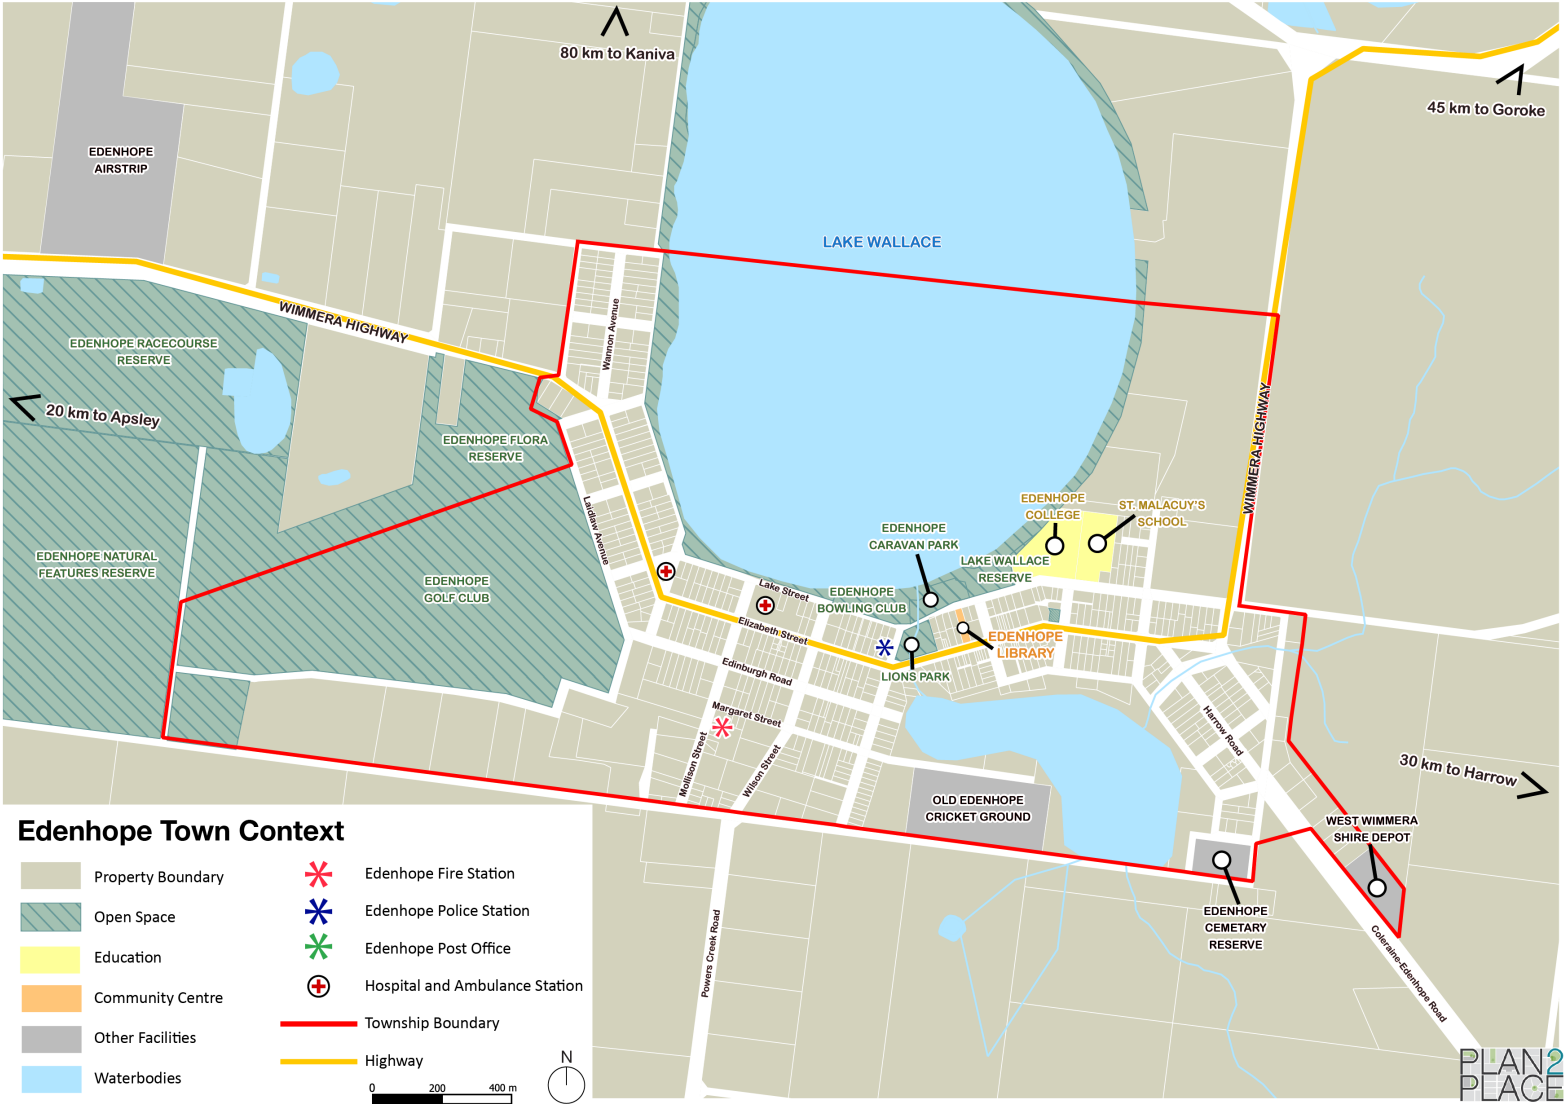 80 km to Kaniva
45 km to Goroke
EDENHOPE
AIRSTRIP
LAKE WALLACE
WIMMERA HIGHWAY
Wannon Avenue
EDENHOPE RACECOURSE
RESERVE
20 km to Apsley
EDENHOPE FLORA
RESERVE
WIMMERA HIGHWAY
Laidlaw Avenue
EDENHOPE
COLLEGE
ST. MALACUY'S
SCHOOL
EDENHOPE
CARAVAN PARK
LAKE WALLACE
RESERVE
EDENHOPE NATURAL
FEATURES RESERVE
EDENHOPE
GOLF CLUB
Lake Street
EDENHOPE
BOWLING CLUB
Elizabeth Street
EDENHOPE
LIBRARY
LIONS PARK
Edinburgh Road
Margaret Street
Mollison Street
Wilson Street
Harrow Road
30 km to Harrow
OLD EDENHOPE
CRICKET GROUND
WEST WIMMERA
SHIRE DEPOT
EDENHOPE
CEMETARY
RESERVE
Powers Creek Road
Coleraine-Edenhope Road
Edenhope Town Context
Property Boundary
Open Space
Education
Community Centre
Other Facilities
Waterbodies
Edenhope Fire Station
Edenhope Police Station
Edenhope Post Office
Hospital and Ambulance Station
Township Boundary
Highway
0 200 400 m
N
PLAN2
PLACE